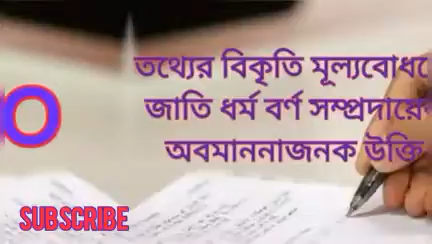 তথ্যের বিকৃতি মূল্যবোধ
জাতি ধর্ম বর্ণ সম্প্রদায়ে
অবমাননাজনক উক্তি
O
SUBSCRIBE